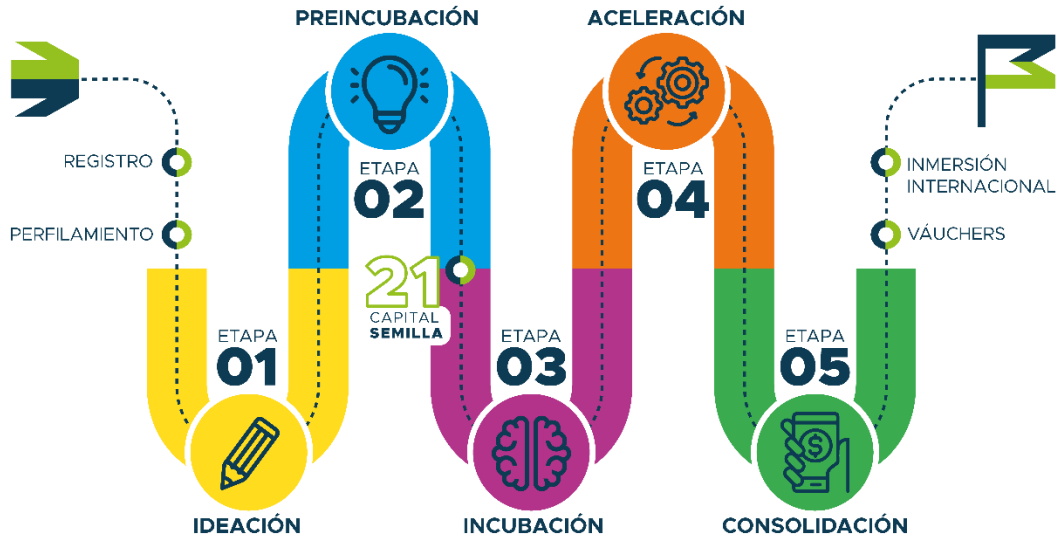 REGISTRO
PERFILAMIENTO
ETAPA
01
IDEACIÓN
PREINCUBACIÓN
ETAPA
02
21
CAPITAL
SEMILLA
ETAPA
03
INCUBACIÓN
ACELERACIÓN
ETAPA
04
ETAPA
05
CONSOLIDACIÓN
$
VÁUCHERS
INMERSIÓN
INTERNACIONAL